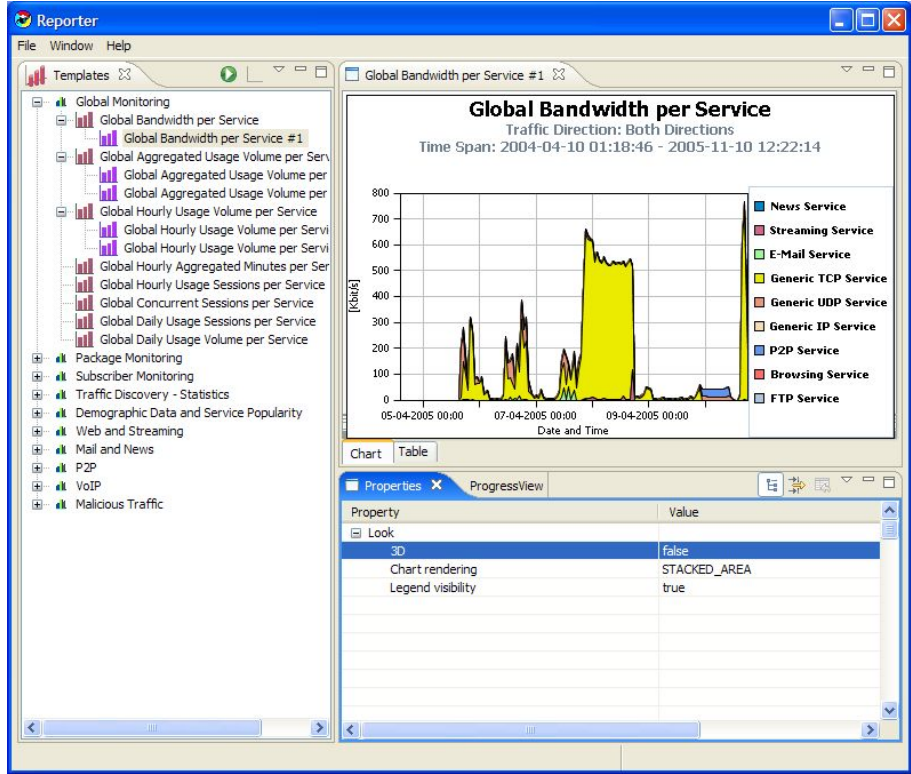 Reporter
File Window Help
Templates
Global Monitoring
Global Bandwidth per Service
Global Bandwidth per Service #1
Global Aggregated Usage Volume per Serv
Global Aggregated Usage Volume per
Global Aggregated Usage Volume per
Global Hourly Usage Volume per Service
Global Hourly Usage Volume per Servi
Global Hourly Usage Volume per Servi
Global Hourly Aggregated Minutes per Ser
Global Hourly Usage Sessions per Service
Global Concurrent Sessions per Service
Global Daily Usage Sessions per Service
Global Daily Usage Volume per Service
Package Monitoring
Subscriber Monitoring
Traffic Discovery - Statistics
Demographic Data and Service Popularity
Web and Streaming
Mail and News
P2P
VoIP
Malicious Traffic
Global Bandwidth per Service #1
Global Bandwidth per Service
Traffic Direction: Both Directions
Time Span: 2004-04-10 01:18:46 - 2005-11-10 12:22:14
[Kbit/s]
800
700
600
500
400
300
200
100
0
05-04-2005 00:00 07-04-2005 00:00 09-04-2005 00:00
Date and Time
News Service
Streaming Service
E-Mail Service
Generic TCP Service
Generic UDP Service
Generic IP Service
P2P Service
Browsing Service
FTP Service
Chart Table
Properties ProgressView
Property Value
Look
3D false
Chart rendering STACKED_AREA
Legend visibility true